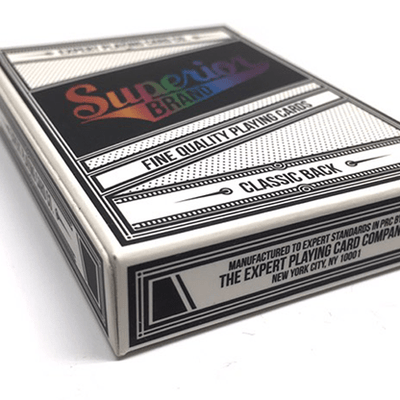 EXPERT PLAYING CARD CO.
Superior
BRAND
FINE QUALITY PLAYING CARDS
CLASSIC BACK
MANUFACTURED TO EXPERT STANDARDS IN PRC BY
THE EXPERT PLAYING CARD COMPAN
NEW YORK CITY, NY 10001